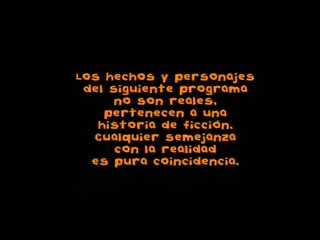 Los hechos y personajes
del siguiente programa
no son reales,
pertenecen a una
historia de ficción.
cualquier semejanza
con la realidad
es pura coincidencia.